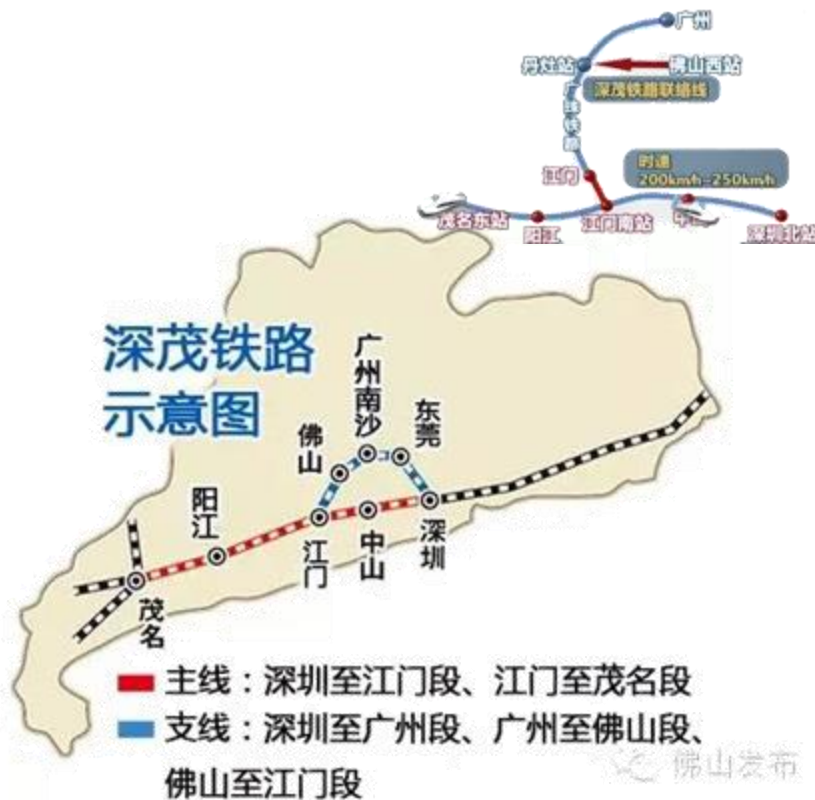 广州
丹灶站
佛山西站
深茂铁路联络线
广珠铁路
江门
时速
200km/h-250km/h
茂名东站
阳江
江门南站
深圳北站
深茂铁路
示意图
广州南沙
东莞
佛山
阳江
江门
中山
深圳
茂名
主线：深圳至江门段、江门至茂名段
支线：深圳至广州段、广州至佛山段、
佛山至江门段
佛山发布